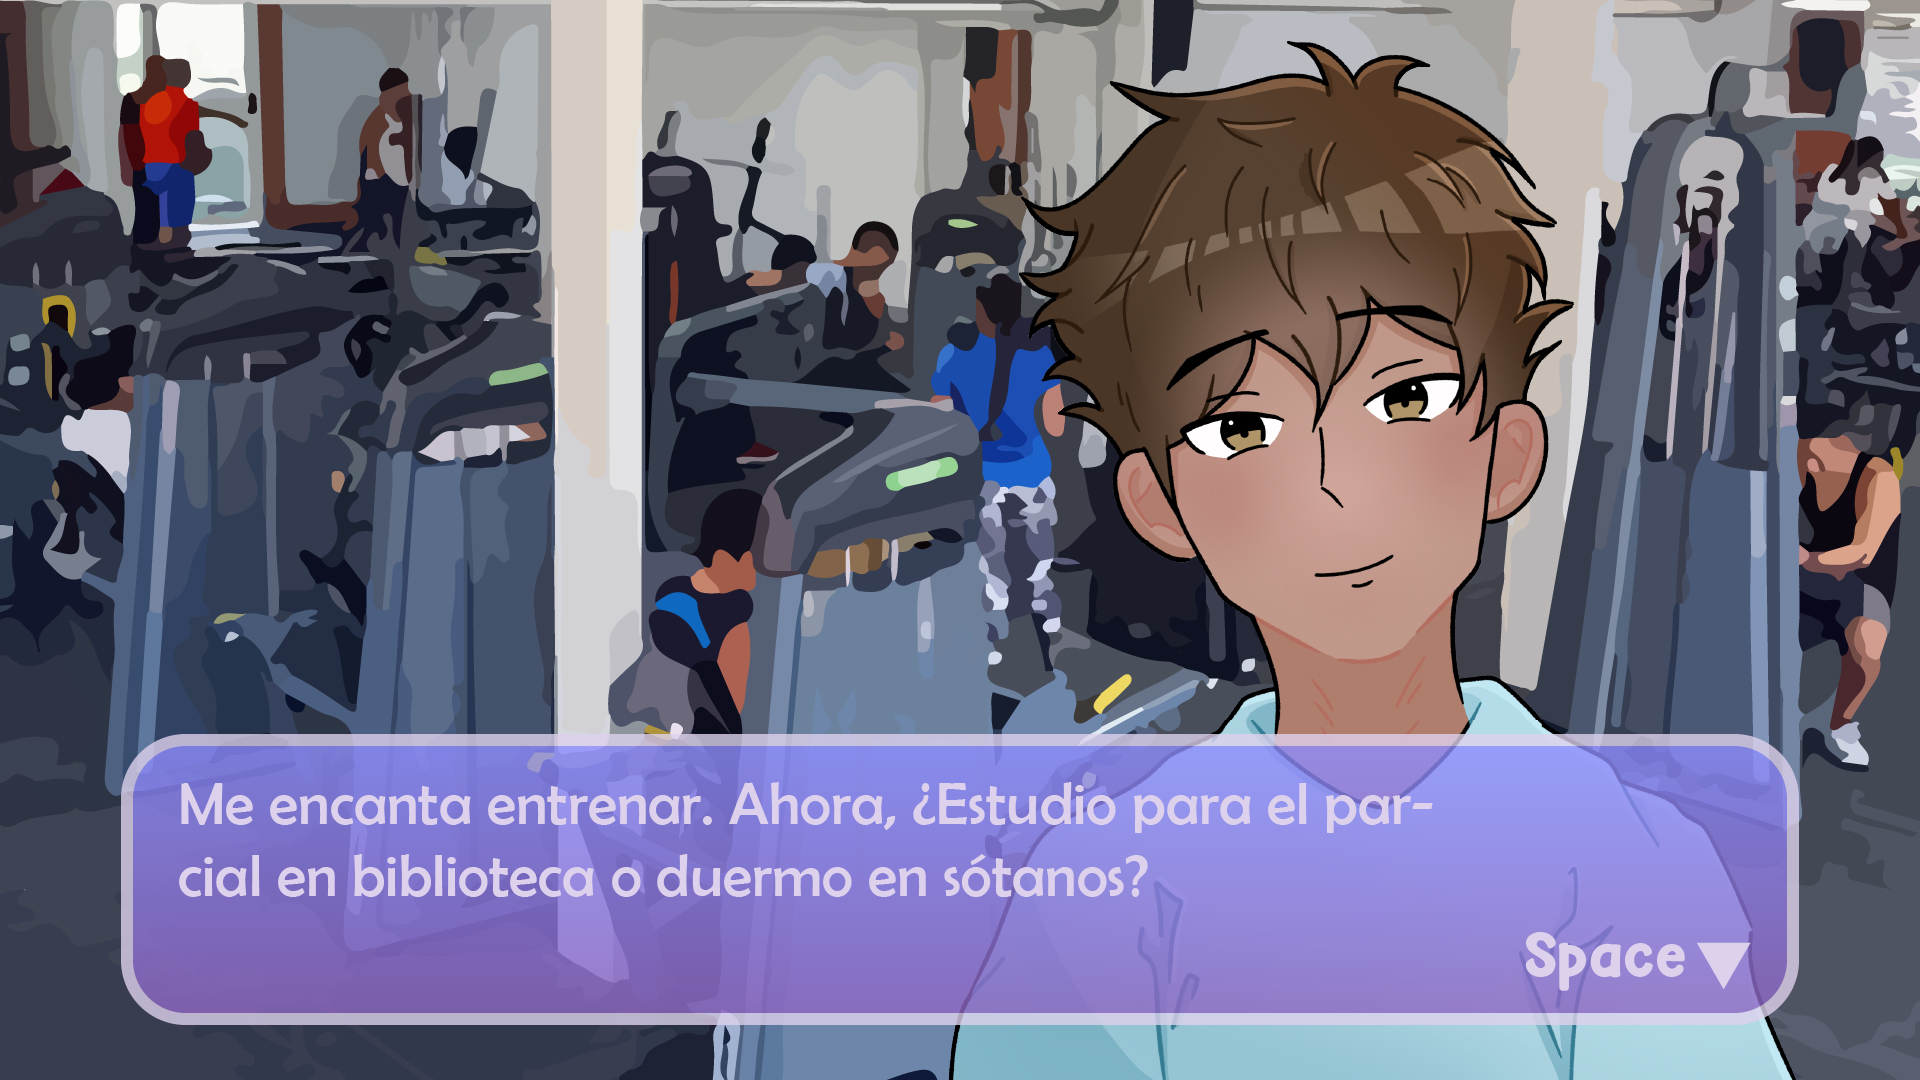 Me encanta entrenar. Ahora, ¿Estudio para el par-
cial en biblioteca o duermo en sótanos?
Space